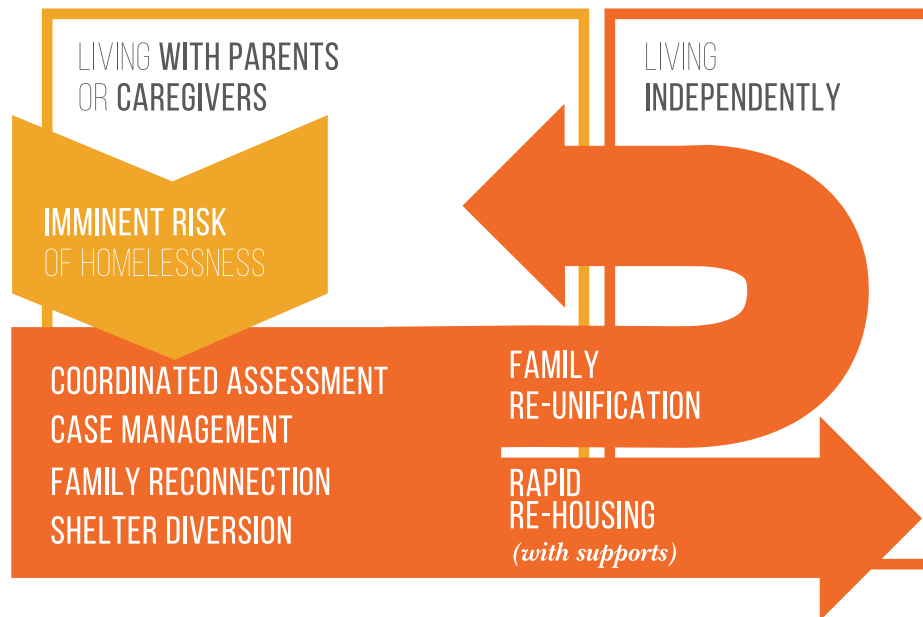 LIVING WITH PARENTS
OR CAREGIVERS
LIVING
INDEPENDENTLY
IMMINENT RISK
OF HOMELESSNESS
COORDINATED ASSESSMENT
CASE MANAGEMENT
FAMILY RECONNECTION
SHELTER DIVERSION
FAMILY
RE-UNIFICATION
RAPID
RE-HOUSING
(with supports)